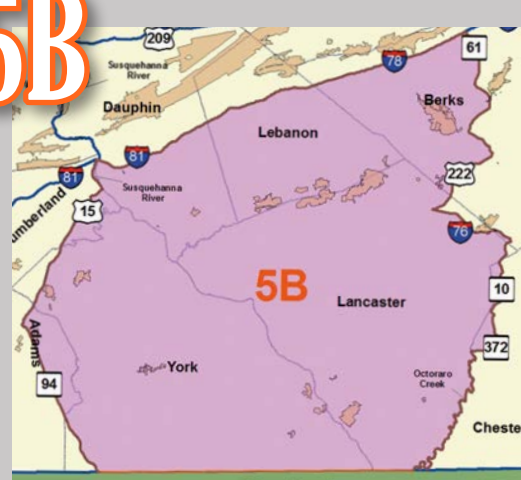 5B
209
61
Susquehanna
River
78
Dauphin
Berks
Lebanon
81
81
222
Susquehanna
River
umberland
15
76
5B
10
Lancaster
Adams
372
York
Octoraro
Creek
94
Cheste